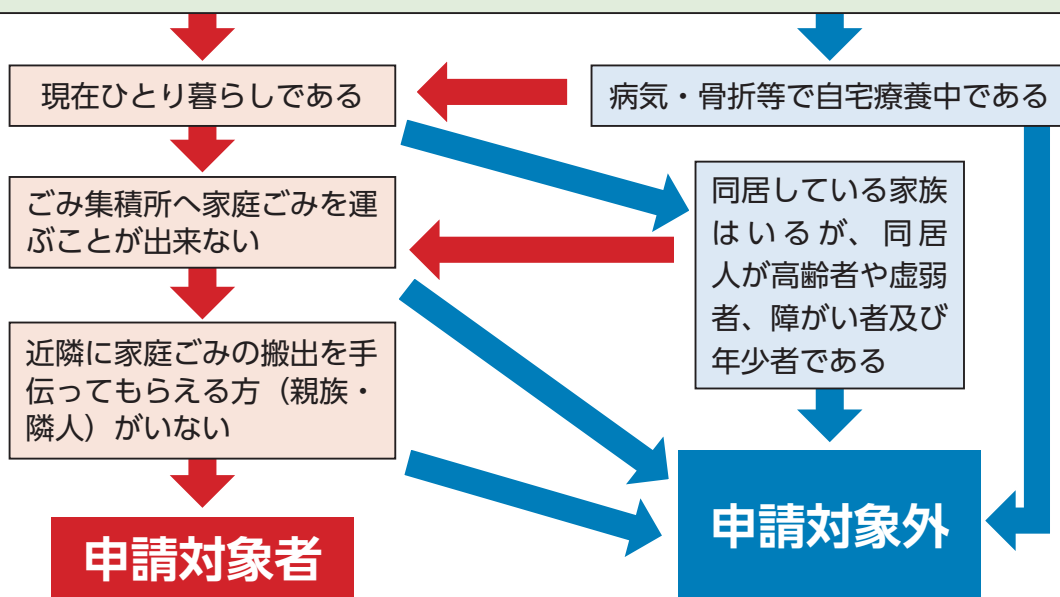 現在ひとり暮らしである
病気・骨折等で自宅療養中である
ごみ集積所へ家庭ごみを運
ぶことが出来ない
同居している家族
はいるが、同居
人が高齢者や虚弱
者、障がい者及び
年少者である
近隣に家庭ごみの搬出を手
伝ってもらえる方（親族・
隣人）がいない
申請対象者
申請対象外